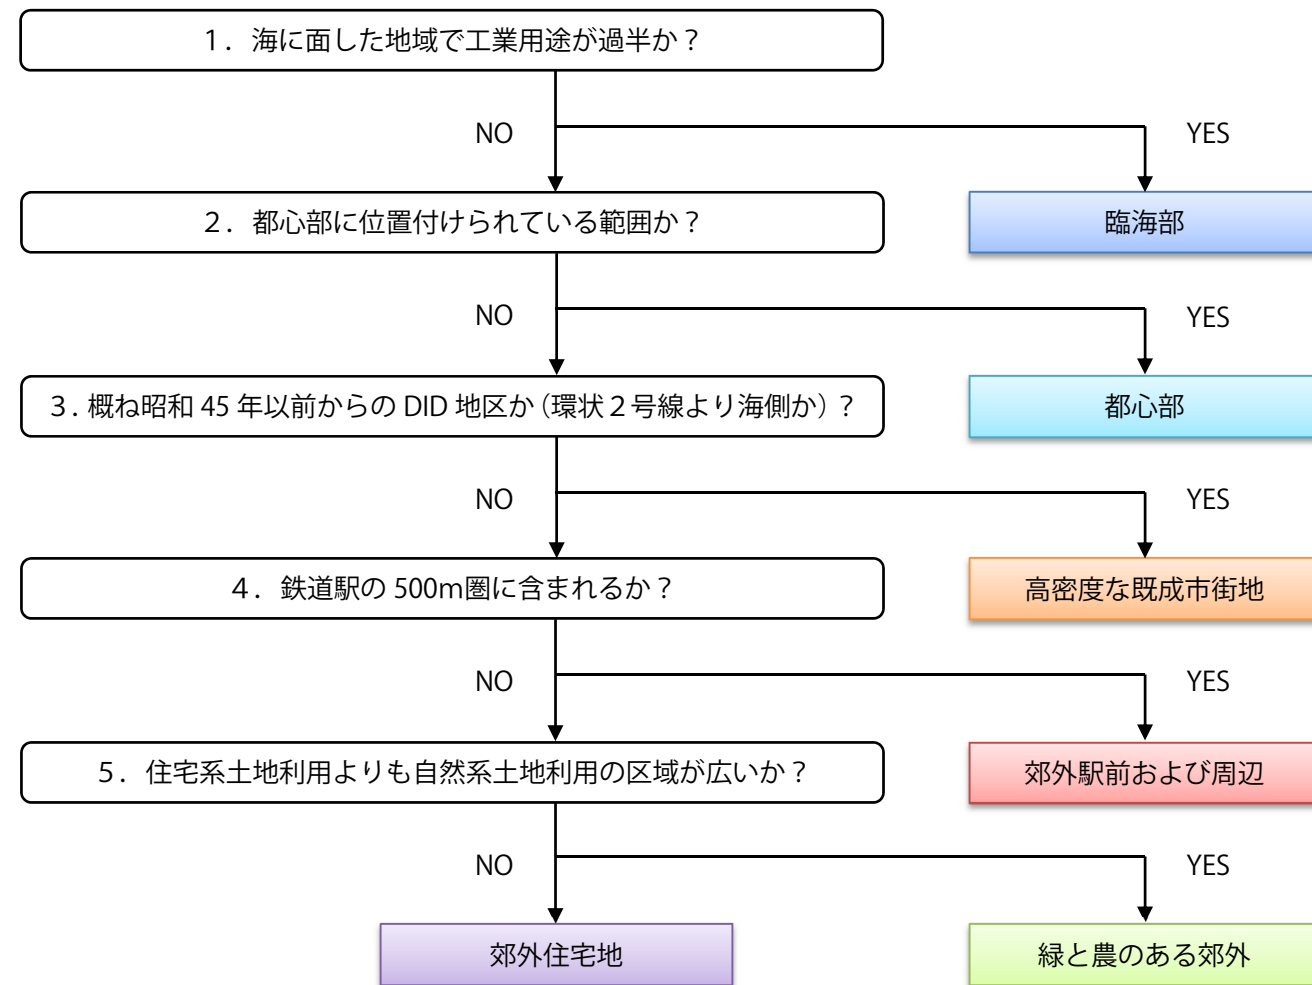 １．海に面した地域で工業用途が過半か？
NO
YES
２．都心部に位置付けられている範囲か？
臨海部
NO
YES
３．概ね昭和 45 年以前からの DID 地区か（環状２号線より海側か）？
都心部
NO
YES
４．鉄道駅の 500m圏に含まれるか？
高密度な既成市街地
NO
YES
５．住宅系土地利用よりも自然系土地利用の区域が広いか？
郊外駅前および周辺
NO
YES
郊外住宅地
緑と農のある郊外